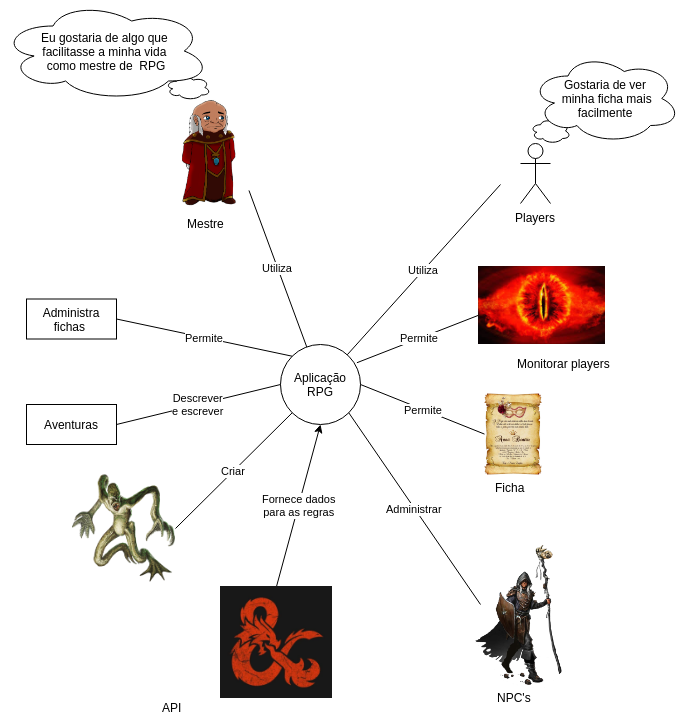 Eu gostaria de algo que
facilitasse a minha vida
como mestre de RPG
Gostaria de ver
minha ficha mais
facilmente
Mestre
Players
Utiliza
Utiliza
Administra
fichas
Permite
Permite
Monitorar players
Aplicação
RPG
Descrever
e escrever
Aventuras
Permite
Ficha
Criar
Fornece dados
para as regras
Administrar
NPC's
API